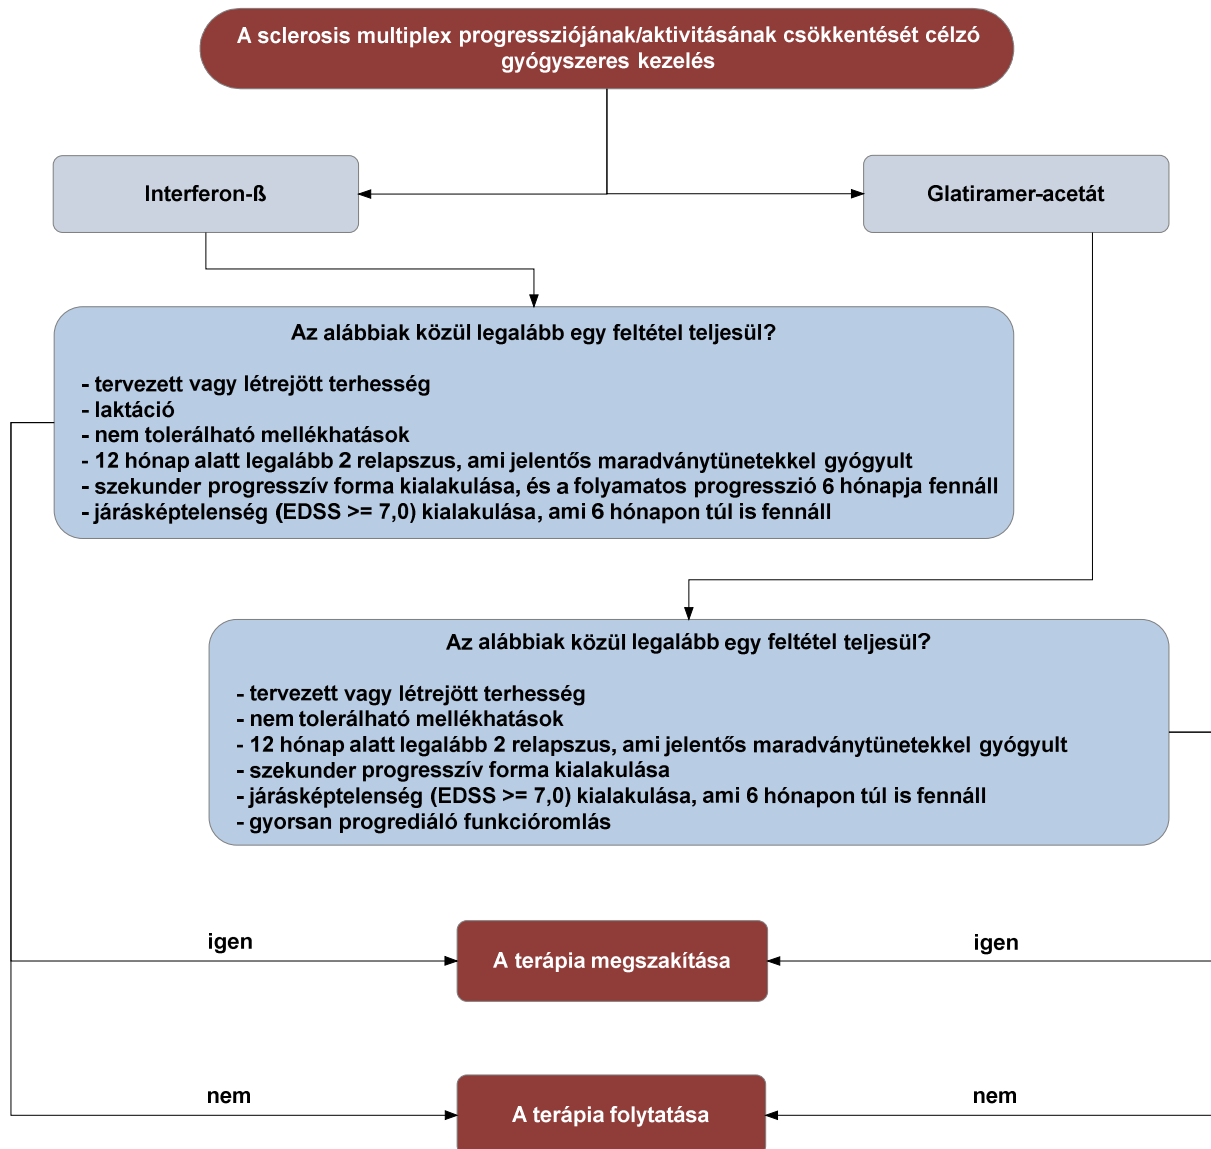 A sclerosis multiplex progressziójának/aktivitásának csökkentését célzó
gyógyszeres kezelés
Interferon-ß
Glatiramer-acetát
Az alábbiak közül legalább egy feltétel teljesül?
- tervezett vagy létrejött terhesség
- laktáció
- nem tolerálható mellékhatások
- 12 hónap alatt legalább 2 relapszus, ami jelentős maradványtünetekkel gyógyult
- szekunder progresszív forma kialakulása, és a folyamatos progresszió 6 hónapja fennáll
- járásképtelenség (EDSS >= 7,0) kialakulása, ami 6 hónapon túl is fennáll
Az alábbiak közül legalább egy feltétel teljesül?
- tervezett vagy létrejött terhesség
- nem tolerálható mellékhatások
- 12 hónap alatt legalább 2 relapszus, ami jelentős maradványtünetekkel gyógyult
- szekunder progresszív forma kialakulása
- járásképtelenség (EDSS >= 7,0) kialakulása, ami 6 hónapon túl is fennáll
- gyorsan progrediáló funkcióromlás
igen
A terápia megszakítása
igen
nem
A terápia folytatása
nem